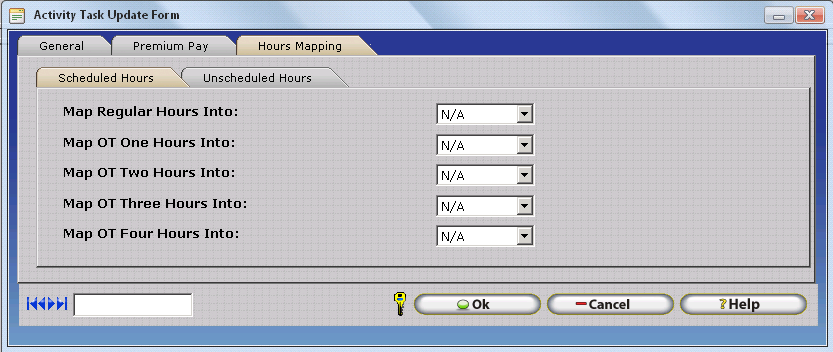 Activity Task Update Form
General Premium Pay Hours Mapping
Scheduled Hours Unscheduled Hours
Map Regular Hours Into: N/A
Map OT One Hours Into: N/A
Map OT Two Hours Into: N/A
Map OT Three Hours Into: N/A
Map OT Four Hours Into: N/A
Ok Cancel ?Help